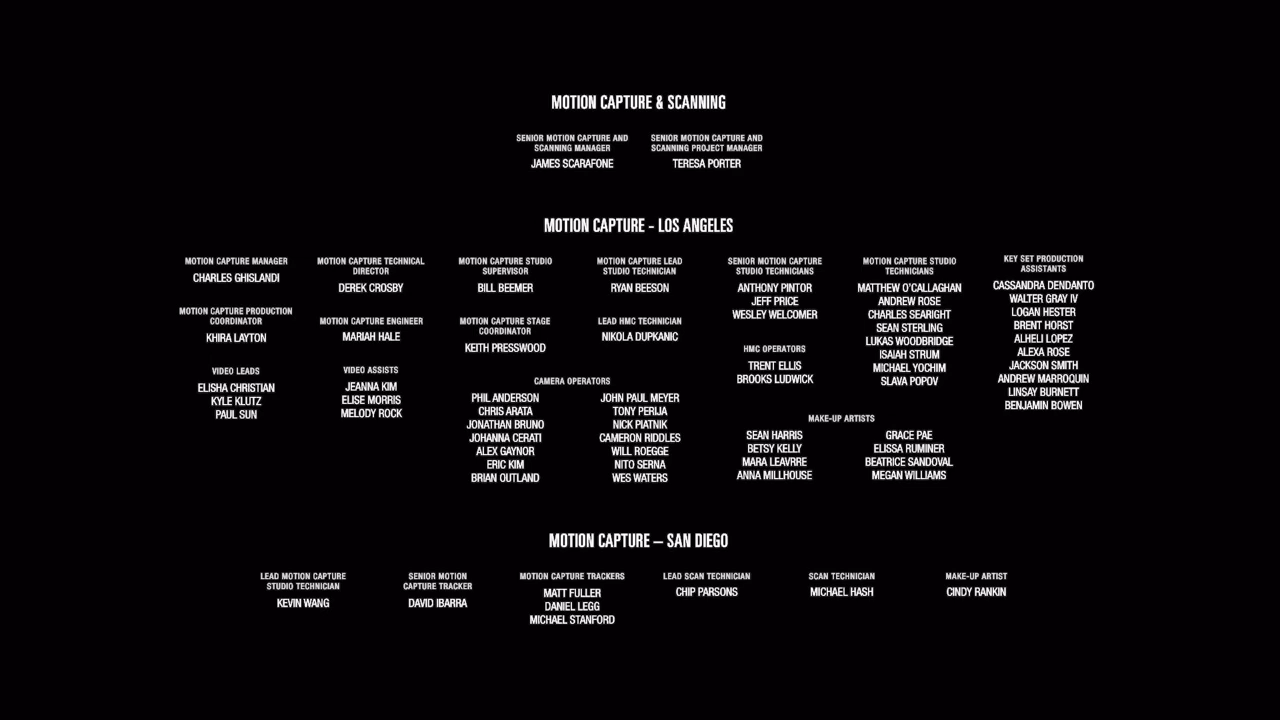 MOTION CAPTURE & SCANNING
SENIOR MOTION CAPTURE AND
SCANNING MANAGER
JAMES SCARAFONE
SENIOR MOTION CAPTURE AND
SCANNING PROJECT MANAGER
TERESA PORTER
MOTION CAPTURE - LOS ANGELES
MOTION CAPTURE MANAGER
CHARLES GHISLANDI
MOTION CAPTURE PRODUCTION
COORDINATOR
KHIRA LAYTON
VIDEO LEADS
ELISHA CHRISTIAN
KYLE KLUTZ
PAUL SUN
MOTION CAPTURE TECHNICAL
DIRECTOR
DEREK CROSBY
MOTION CAPTURE ENGINEER
MARIAH HALE
VIDEO ASSISTS
JEANNA KIM
ELISE MORRIS
MELODY ROCK
MOTION CAPTURE STUDIO
SUPERVISOR
BILL BEEMER
MOTION CAPTURE STAGE
COORDINATOR
KEITH PRESSWOOD
MOTION CAPTURE LEAD
STUDIO TECHNICIAN
RYAN BEESON
LEAD HMC TECHNICIAN
NIKOLA DUPKANIC
CAMERA OPERATORS
PHIL ANDERSON
CHRIS ARATA
JONATHAN BRUNO
JOHANNA CERATI
ALEX GAYNOR
ERIC KIM
BRIAN OUTLAND
JOHN PAUL MEYER
TONY PERIJA
NICK PIATNIK
CAMERON RIDDLES
WILL ROEGGE
NITO SERNA
WES WATERS
SENIOR MOTION CAPTURE
STUDIO TECHNICIANS
ANTHONY PINTOR
JEFF PRICE
WESLEY WELCOMER
HMC OPERATORS
TRENT ELLIS
BROOKS LUDWICK
MOTION CAPTURE STUDIO
TECHNICIANS
MATTHEW O'CALLAGHAN
ANDREW ROSE
CHARLES SEARIGHT
SEAN STERLING
LUKAS WOODBRIDGE
ISAIAH STRUM
MICHAEL YOCHIM
SLAVA POPOV
MAKE-UP ARTISTS
SEAN HARRIS
BETSY KELLY
MARA LEAVRRE
ANNA MILLHOUSE
GRACE PAE
ELISSA RUMINER
BEATRICE SANDOVAL
MEGAN WILLIAMS
KEY SET PRODUCTION
ASSISTANTS
CASSANDRA DENDANTO
WALTER GRAY IV
LOGAN HESTER
BRENT HORST
ALHELI LOPEZ
ALEXA ROSE
JACKSON SMITH
ANDREW MARROQUIN
LINSAY BURNETT
BENJAMIN BOWEN
MOTION CAPTURE – SAN DIEGO
LEAD MOTION CAPTURE
STUDIO TECHNICIAN
KEVIN WANG
SENIOR MOTION
CAPTURE TRACKER
DAVID IBARRA
MOTION CAPTURE TRACKERS
MATT FULLER
DANIEL LEGG
MICHAEL STANFORD
LEAD SCAN TECHNICIAN
CHIP PARSONS
SCAN TECHNICIAN
MICHAEL HASH
MAKE-UP ARTIST
CINDY RANKIN